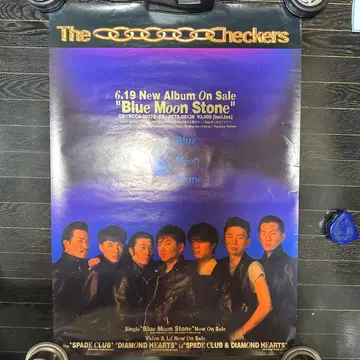 The Checkers
6.19 New Album On Sale
"Blue Moon Stone"
Blue
Moon
Stone
Single "Blue Moon Stone" Now On Sale
Video & Ld Now On Sale
"SPADE CLUB" "DIAMOND HEARTS" "SPADE CLUB & DIAMOND HEARTS"